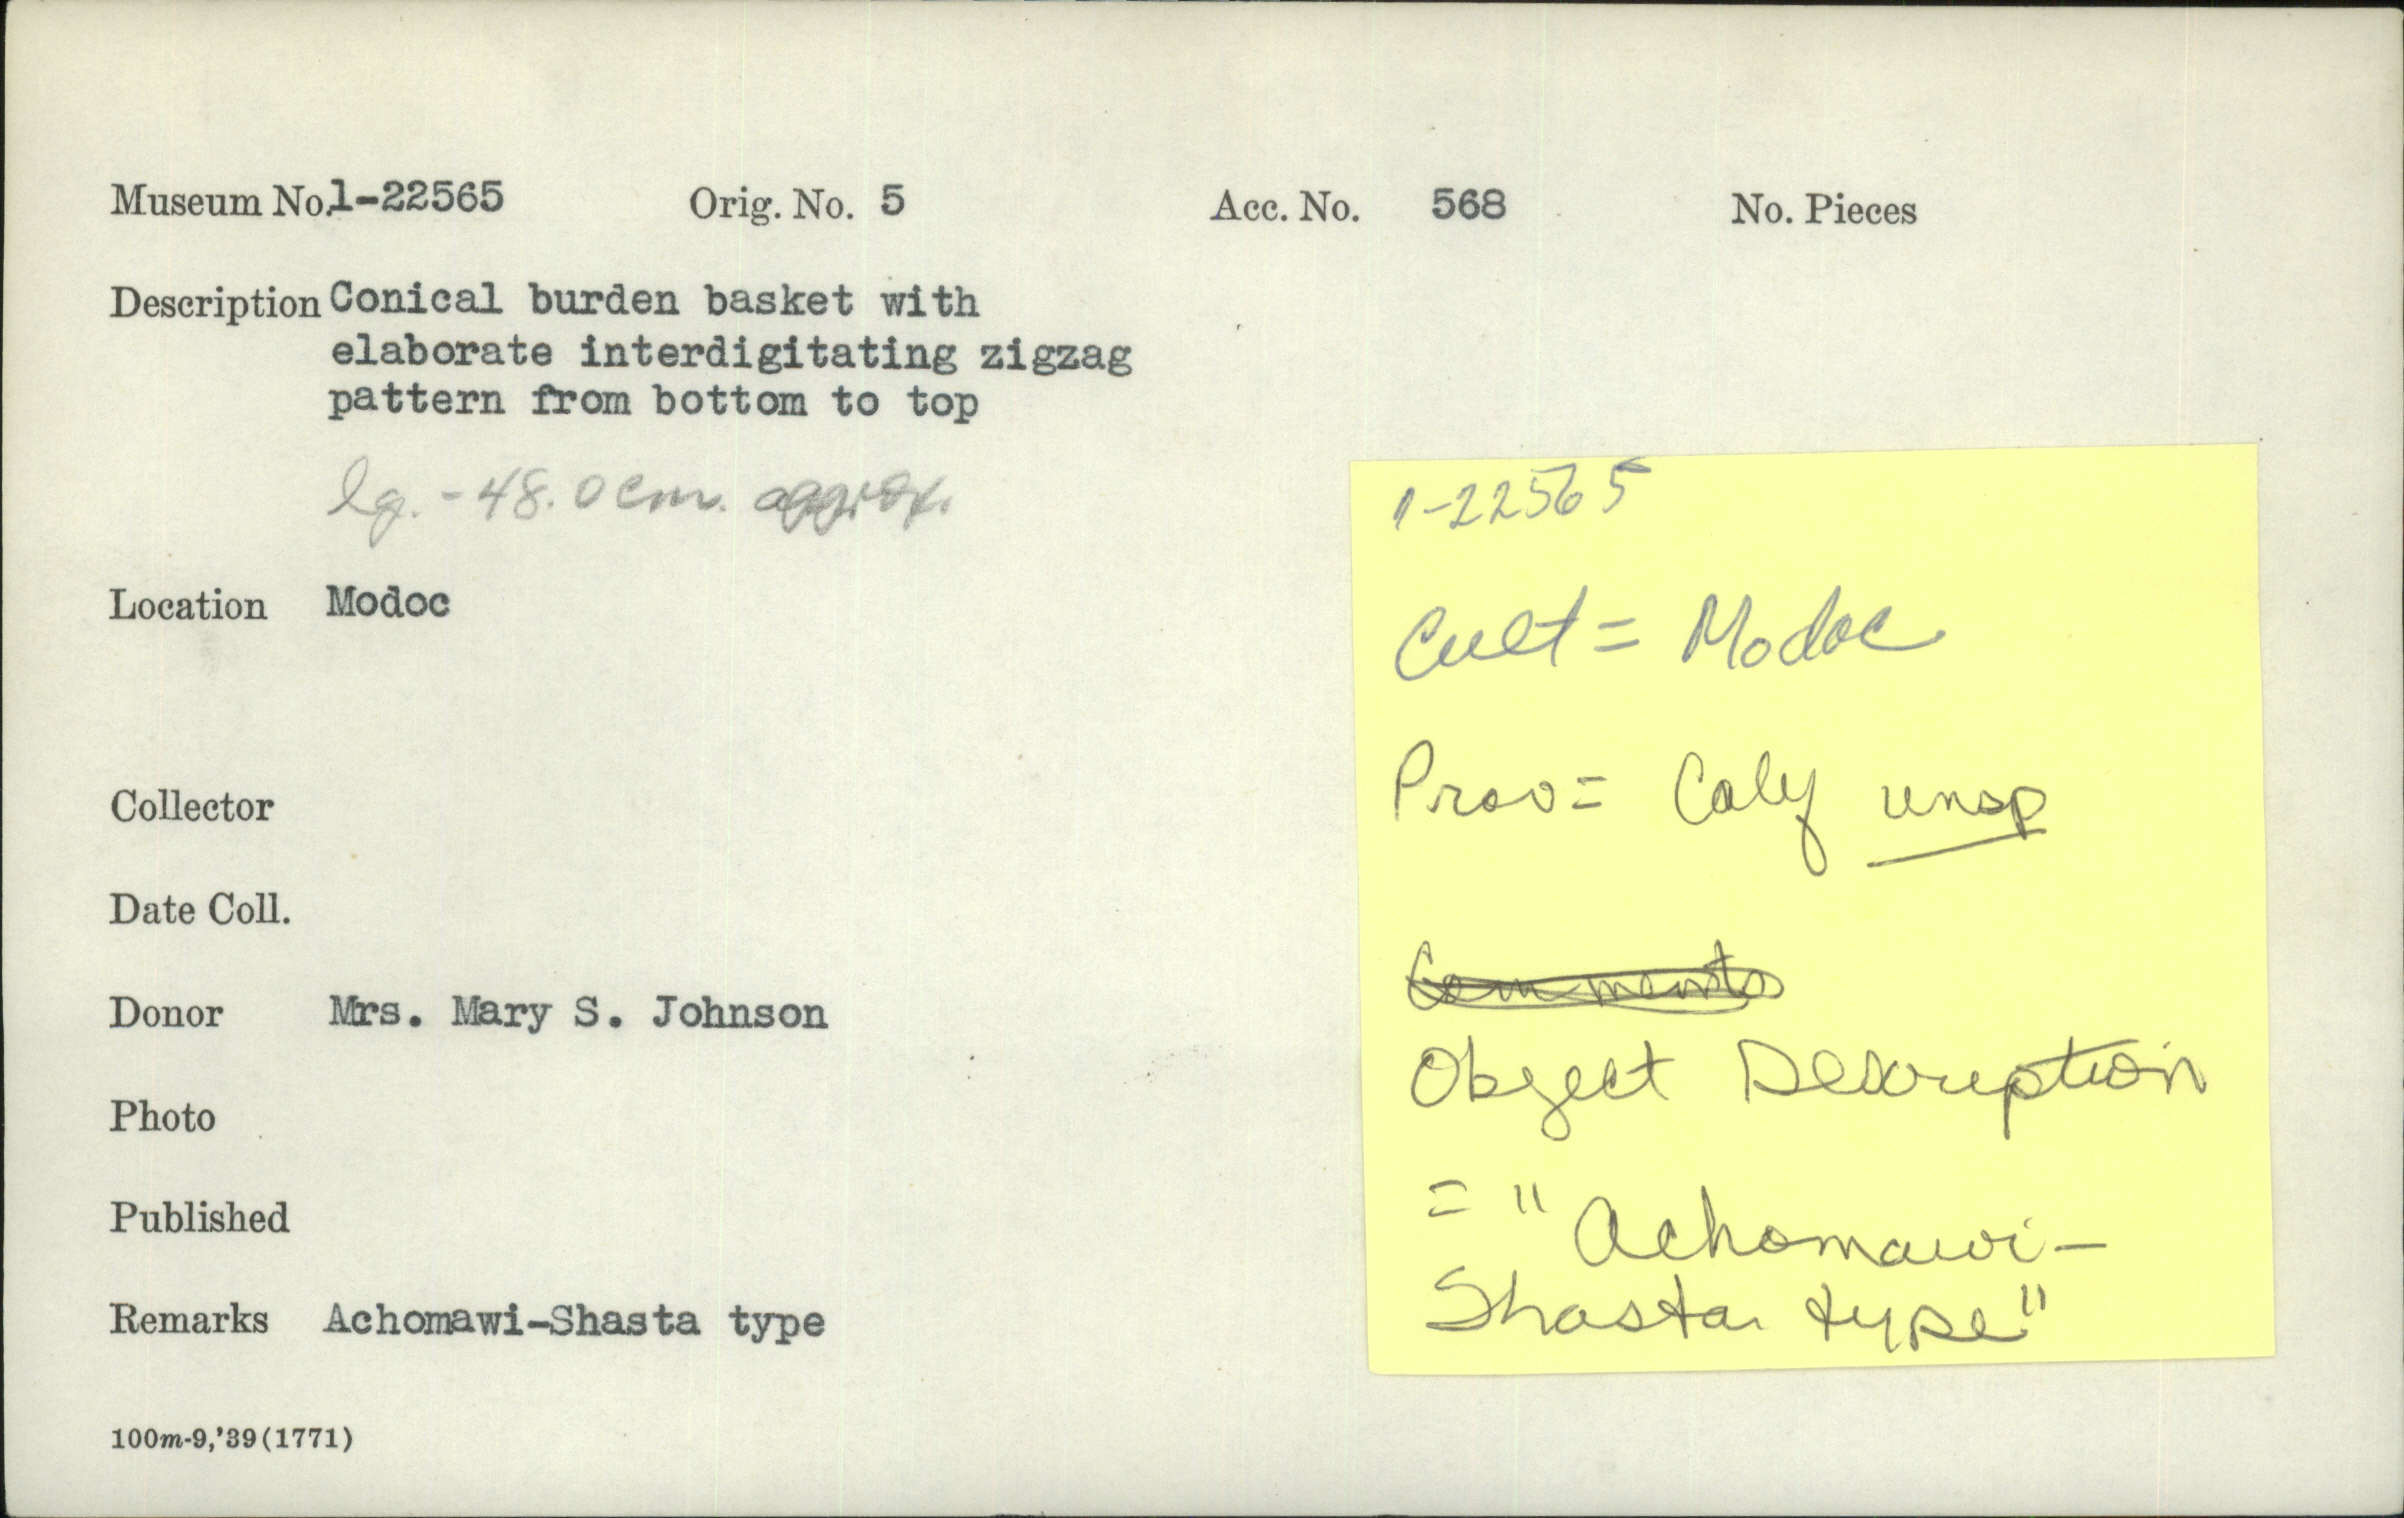 Museum No. 1-22565 Orig. No. 5 Acc. No. 568 No. Pieces
Description Conical burden basket with
elaborate interdigitating zigzag
pattern from bottom to top
lg. - 48.0 cm. approx.
Location Modoc
Collector
Date Coll.
Donor Mrs. Mary S. Johnson
Photo
Published
Remarks Achomawi-Shasta type
100m-9,'39(1771)
1-22565
Cult = Modoc
Prov = Calif unsp
Comments
Object Description
= "Achomawi-
Shasta type"